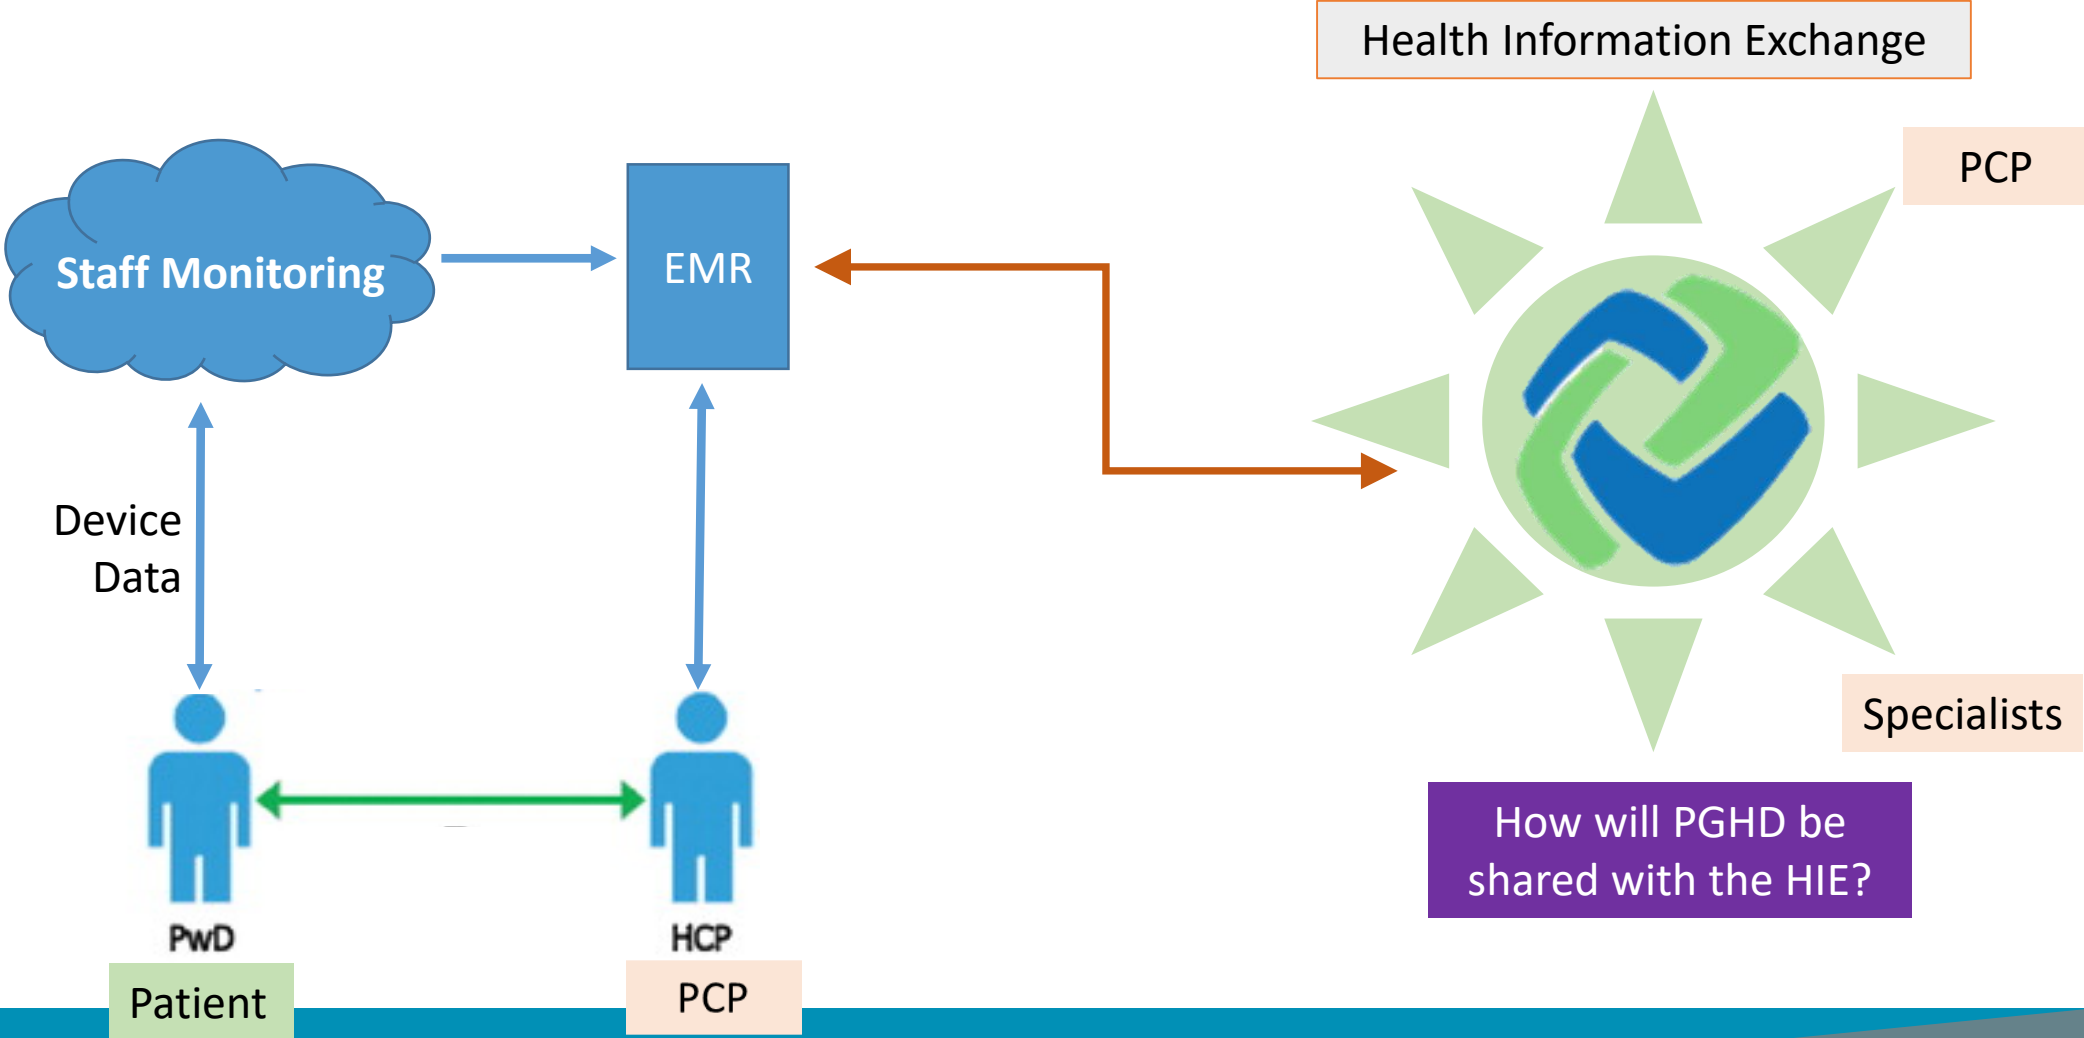 Health Information Exchange
PCP
Staff Monitoring
EMR
Device
Data
Specialists
How will PGHD be
shared with the HIE?
PwD
HCP
Patient
PCP